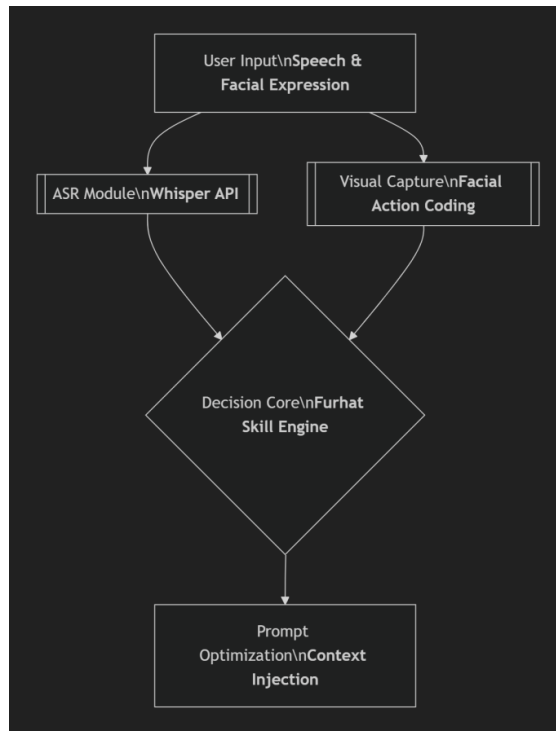 User Input\nSpeech &
Facial Expression
ASR Module\nWhisper API
Visual Capture\nFacial
Action Coding
Decision Core\nFurhat
Skill Engine
Prompt
Optimization\nContext
Injection